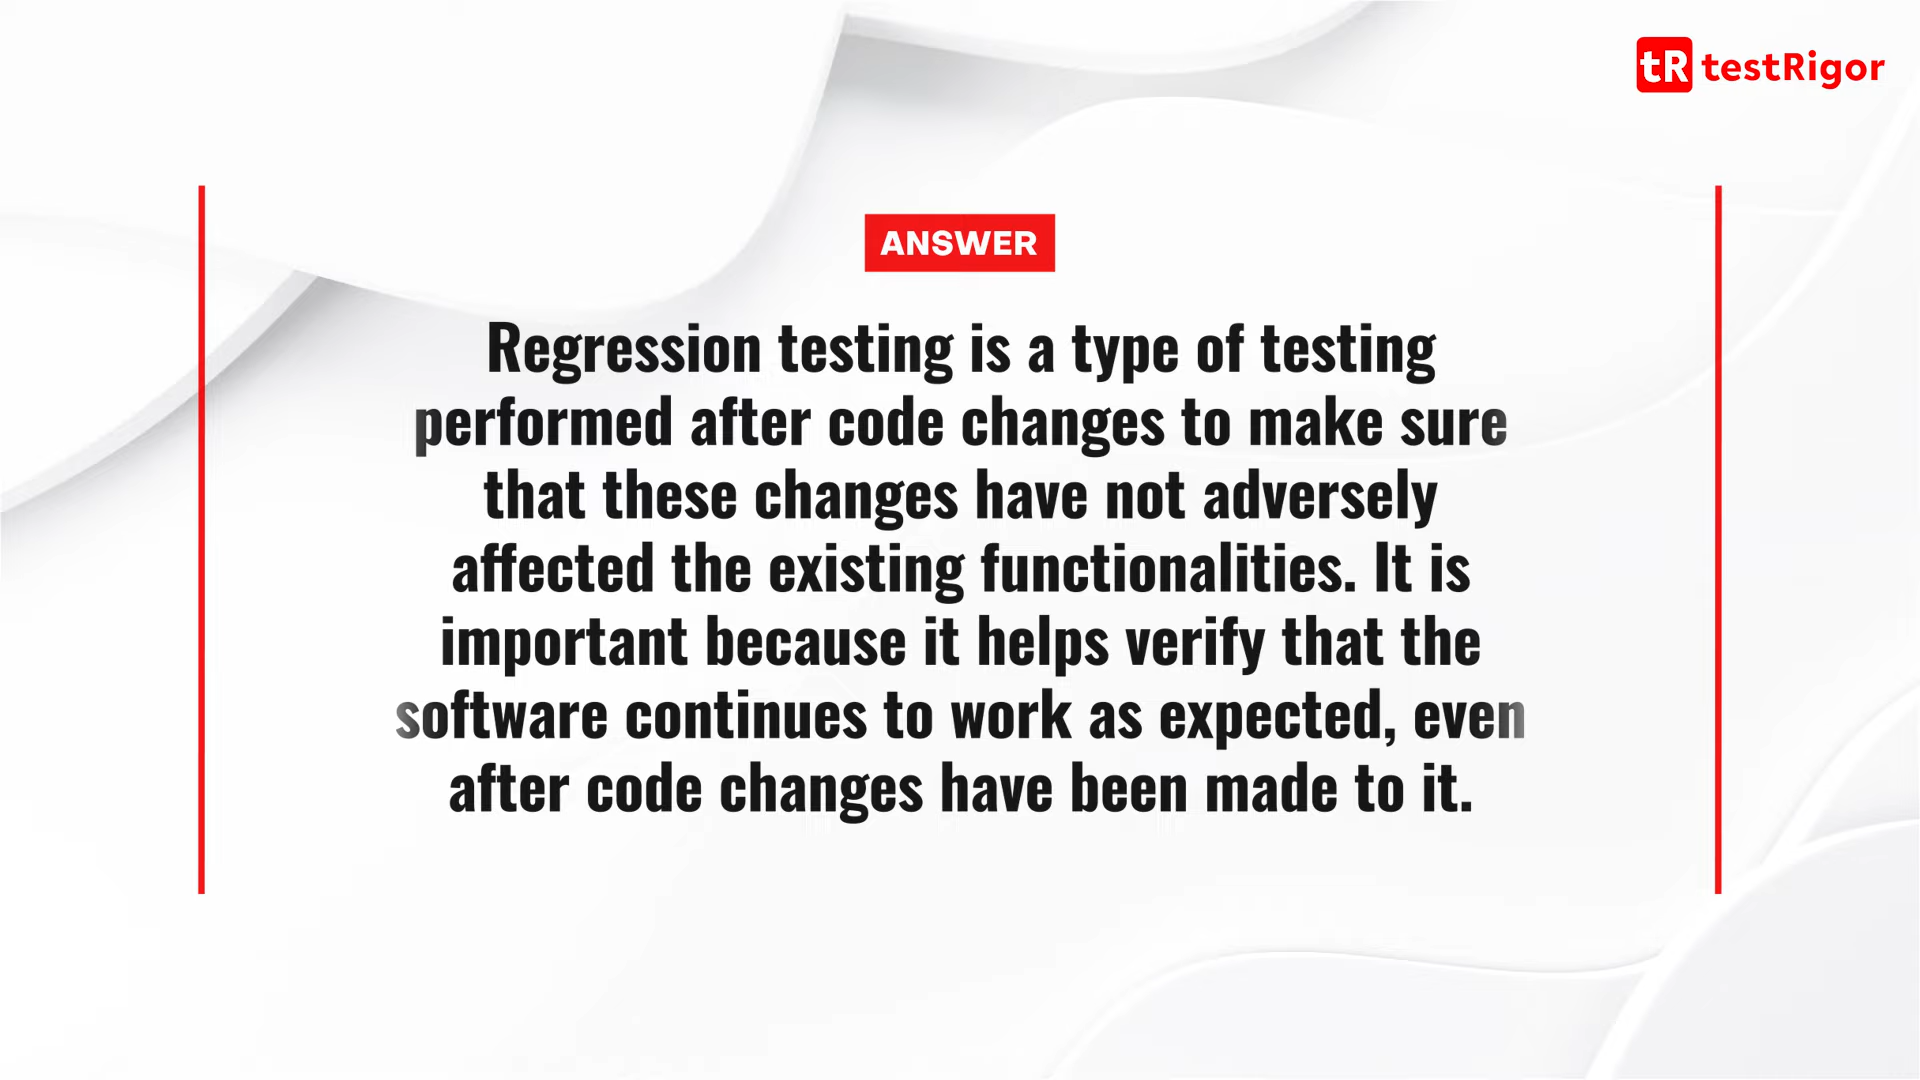 tR testRigor
ANSWER
Regression testing is a type of testing
performed after code changes to make sure
that these changes have not adversely
affected the existing functionalities. It is
important because it helps verify that the
software continues to work as expected, even
after code changes have been made to it.